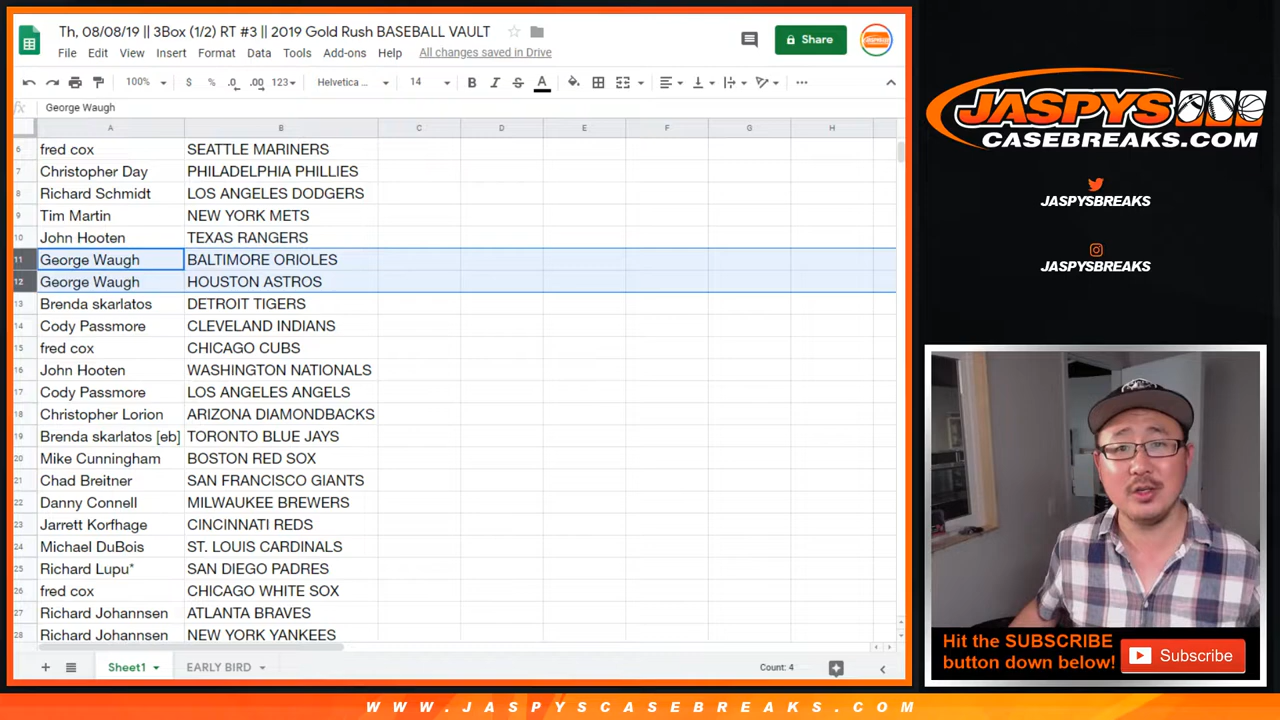 Th, 08/08/19 || 3Box (1/2) RT #3 || 2019 Gold Rush BASEBALL VAULT
File Edit View Insert Format Data Tools Add-ons Help All changes saved in Drive
Share
100% $ % .0 .00 123 Helvetica ... 14 B I S A
fx George Waugh
A B C D E F G H
6 fred cox SEATTLE MARINERS
7 Christopher Day PHILADELPHIA PHILLIES
8 Richard Schmidt LOS ANGELES DODGERS
9 Tim Martin NEW YORK METS
10 John Hooten TEXAS RANGERS
11 George Waugh BALTIMORE ORIOLES
12 George Waugh HOUSTON ASTROS
13 Brenda skarlatos DETROIT TIGERS
14 Cody Passmore CLEVELAND INDIANS
15 fred cox CHICAGO CUBS
16 John Hooten WASHINGTON NATIONALS
17 Cody Passmore LOS ANGELES ANGELS
18 Christopher Lorion ARIZONA DIAMONDBACKS
19 Brenda skarlatos [eb] TORONTO BLUE JAYS
20 Mike Cunningham BOSTON RED SOX
21 Chad Breitner SAN FRANCISCO GIANTS
22 Danny Connell MILWAUKEE BREWERS
23 Jarrett Korfhage CINCINNATI REDS
24 Michael DuBois ST. LOUIS CARDINALS
25 Richard Lupu* SAN DIEGO PADRES
26 fred cox CHICAGO WHITE SOX
27 Richard Johannsen ATLANTA BRAVES
28 Richard Johannsen NEW YORK YANKEES
Sheet1 EARLY BIRD Count: 4
JASPYS
CASEBREAKS.COM
JASPYSBREAKS
JASPYSBREAKS
Hit the SUBSCRIBE
button down below!
Subscribe
WWW.JASPYSCASEBREAKS.COM